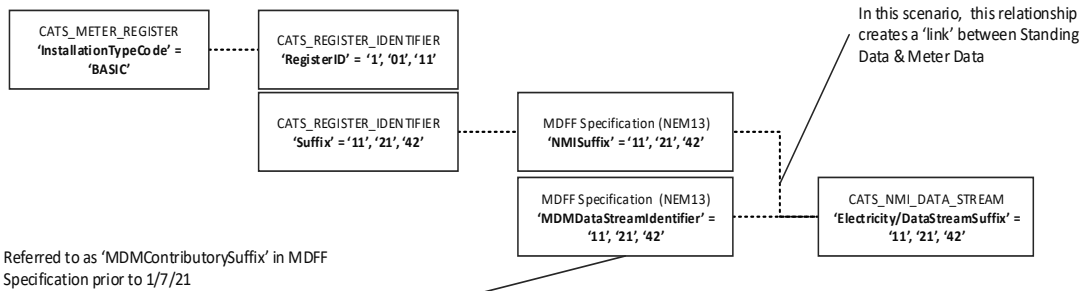 CATS_METER_REGISTER
‘InstallationTypeCode’ =
‘BASIC’
CATS_REGISTER_IDENTIFIER
‘RegisterID’ = ‘1’, ‘01’, ‘11’
CATS_REGISTER_IDENTIFIER
‘Suffix’ = ‘11’, ‘21’, ‘42’
MDFF Specification (NEM13)
‘NMISuffix’ = ‘11’, ‘21’, ‘42’
MDFF Specification (NEM13)
‘MDMDataStreamIdentifier’ =
‘11’, ‘21’, ‘42’
CATS_NMI_DATA_STREAM
‘Electricity/DataStreamSuffix’ =
‘11’, ‘21’, ‘42’
In this scenario, this relationship
creates a ‘link’ between Standing
Data & Meter Data
Referred to as ‘MDMContributorySuffix’ in MDFF
Specification prior to 1/7/21